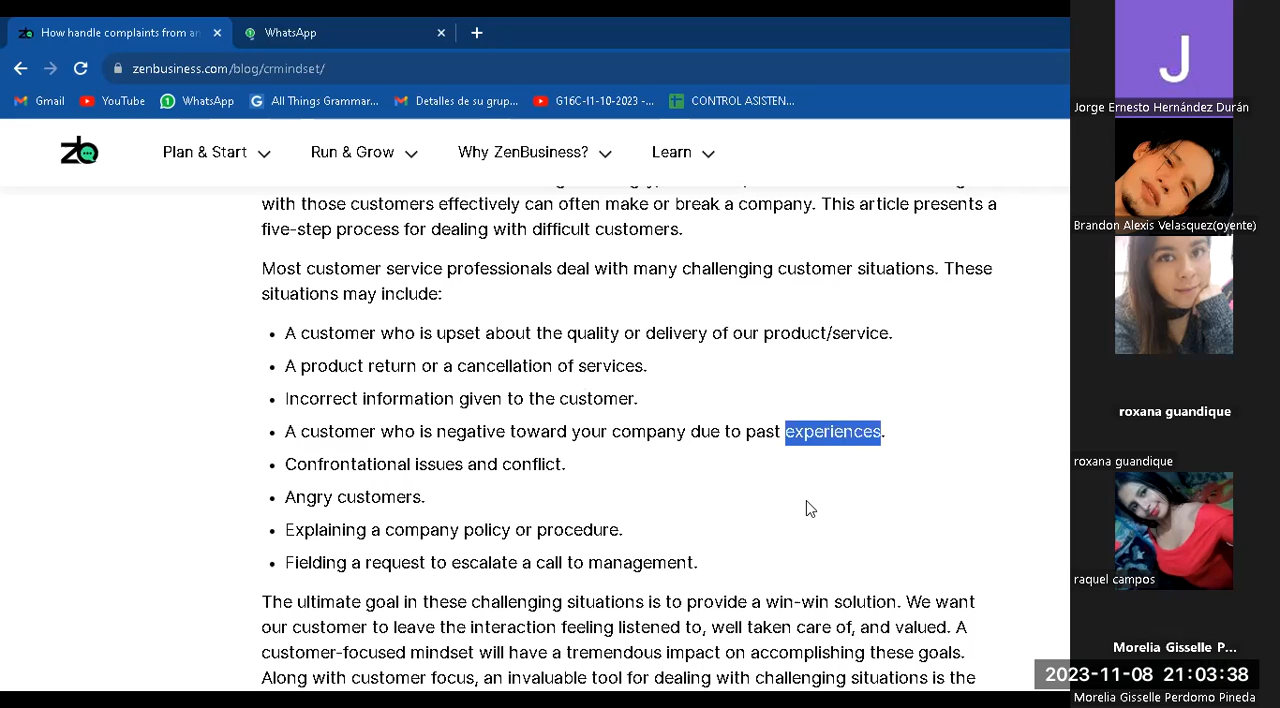 How handle complaints from an
WhatsApp
zenbusiness.com/blog/crmindset/
Gmail
YouTube
WhatsApp
All Things Grammar...
Detalles de su grup...
G16C-I1-10-2023 -...
CONTROL ASISTEN...
Plan & Start
Run & Grow
Why ZenBusiness?
Learn
with those customers effectively can often make or break a company. This article presents a
five-step process for dealing with difficult customers.
Most customer service professionals deal with many challenging customer situations. These
situations may include:
• A customer who is upset about the quality or delivery of our product/service.
• A product return or a cancellation of services.
• Incorrect information given to the customer.
• A customer who is negative toward your company due to past experiences.
• Confrontational issues and conflict.
• Angry customers.
• Explaining a company policy or procedure.
• Fielding a request to escalate a call to management.
The ultimate goal in these challenging situations is to provide a win-win solution. We want
our customer to leave the interaction feeling listened to, well taken care of, and valued. A
customer-focused mindset will have a tremendous impact on accomplishing these goals.
Along with customer focus, an invaluable tool for dealing with challenging situations is the
J
Jorge Ernesto Hernández Durán
Brandon Alexis Velasquez(oyente)
roxana guandique
roxana guandique
raquel campos
Morelia Gisselle P...
2023-11-08 21:03:38
Morelia Gisselle Perdomo Pineda